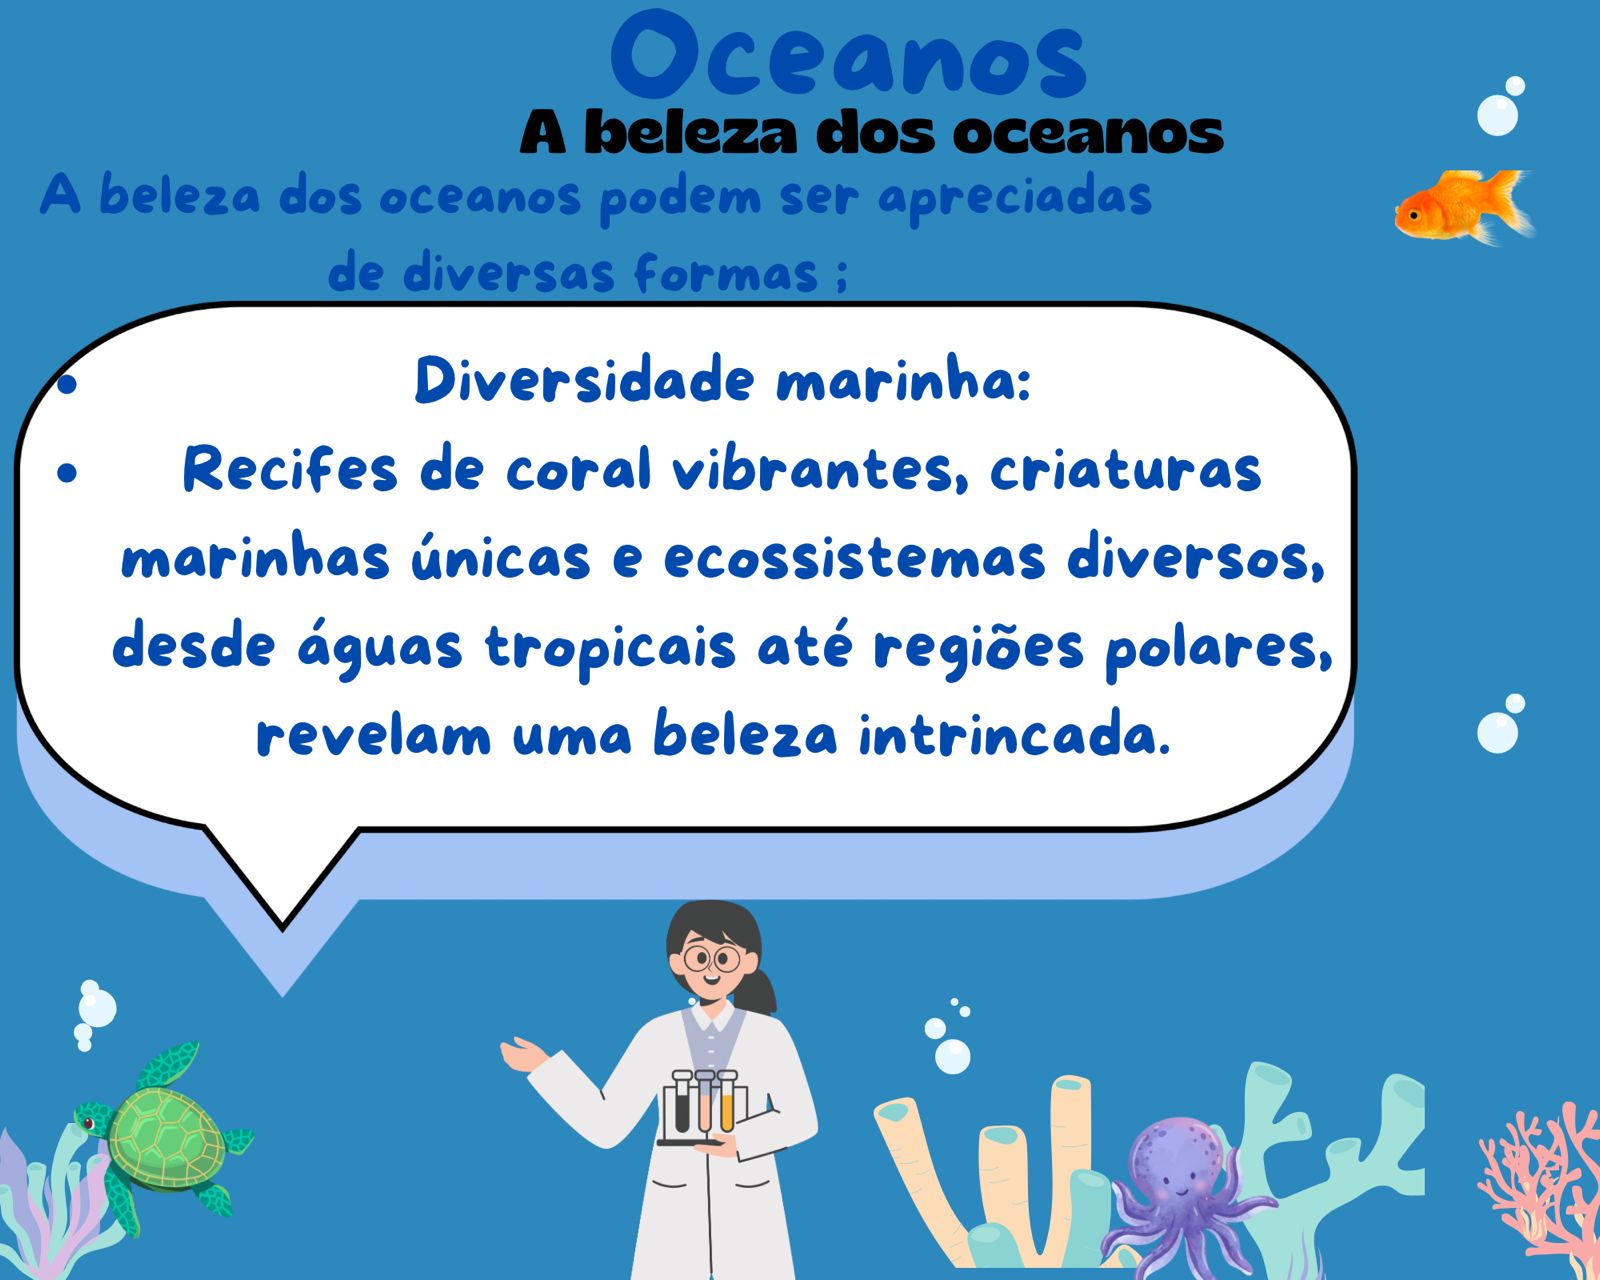 Oceanos
A beleza dos oceanos
A beleza dos oceanos podem ser apreciadas
de diversas formas ;
• Diversidade marinha:
• Recifes de coral vibrantes, criaturas
marinhas únicas e ecossistemas diversos,
desde águas tropicais até regiões polares,
revelam uma beleza intrincada.